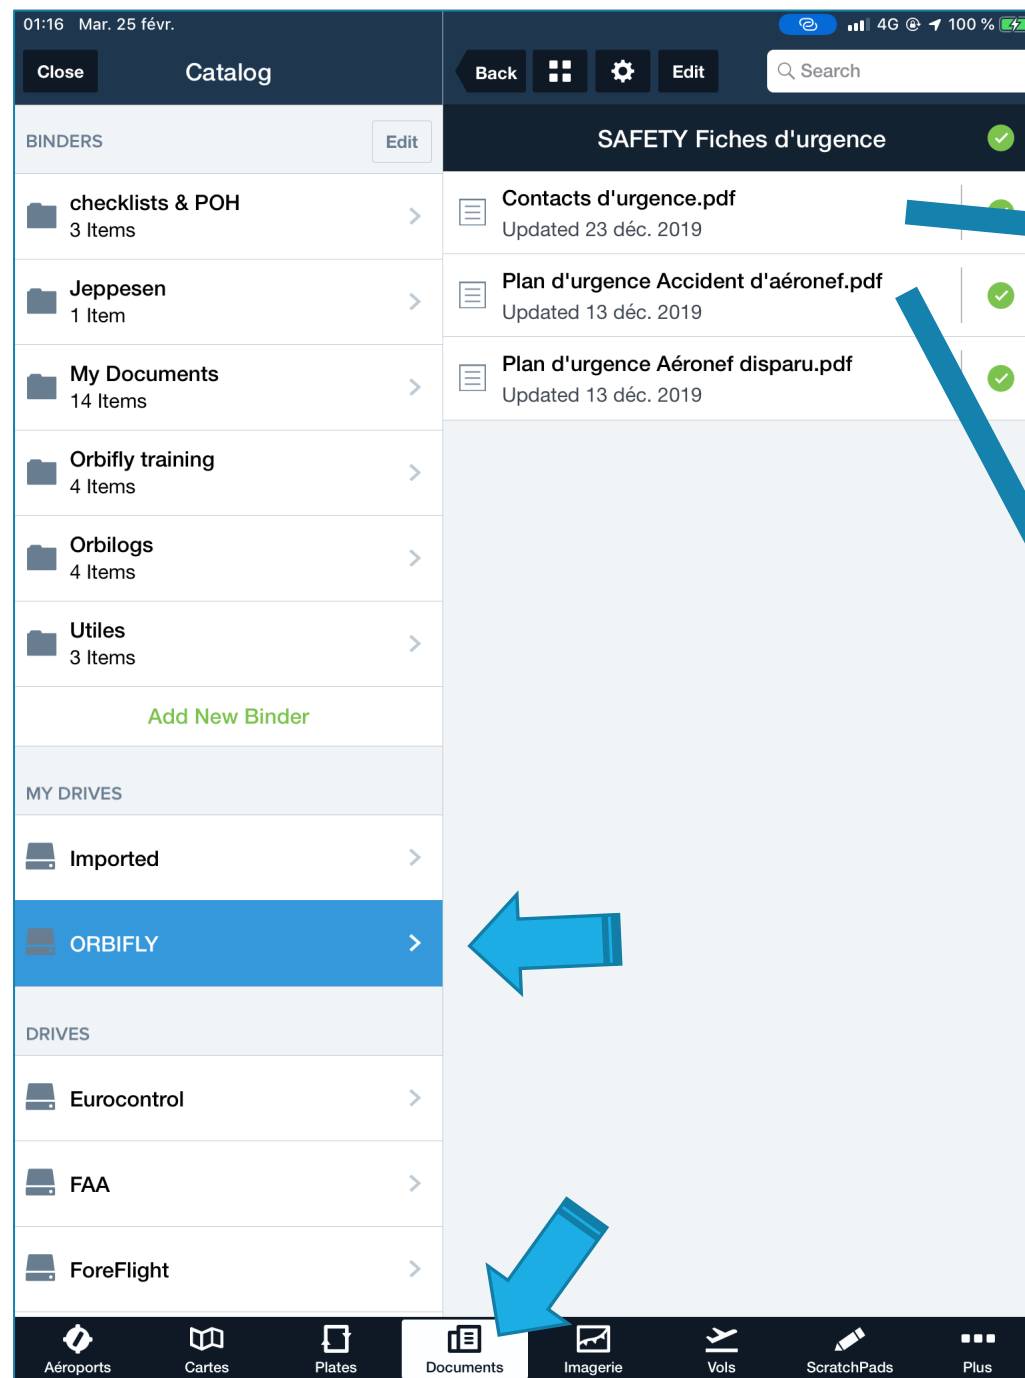 01:16 Mar. 25 févr.
4G 100 %
Close
Catalog
Back
Edit
Search
BINDERS
Edit
checklists & POH
3 Items
Jeppesen
1 Item
My Documents
14 Items
Orbifly training
4 Items
Orbilogs
4 Items
Utiles
3 Items
Add New Binder
MY DRIVES
Imported
ORBIFLY
DRIVES
Eurocontrol
FAA
ForeFlight
SAFETY Fiches d'urgence
Contacts d'urgence.pdf
Updated 23 déc. 2019
Plan d'urgence Accident d'aéronef.pdf
Updated 13 déc. 2019
Plan d'urgence Aéronef disparu.pdf
Updated 13 déc. 2019
Aéroports
Cartes
Plates
Documents
Imagerie
Vols
ScratchPads
Plus